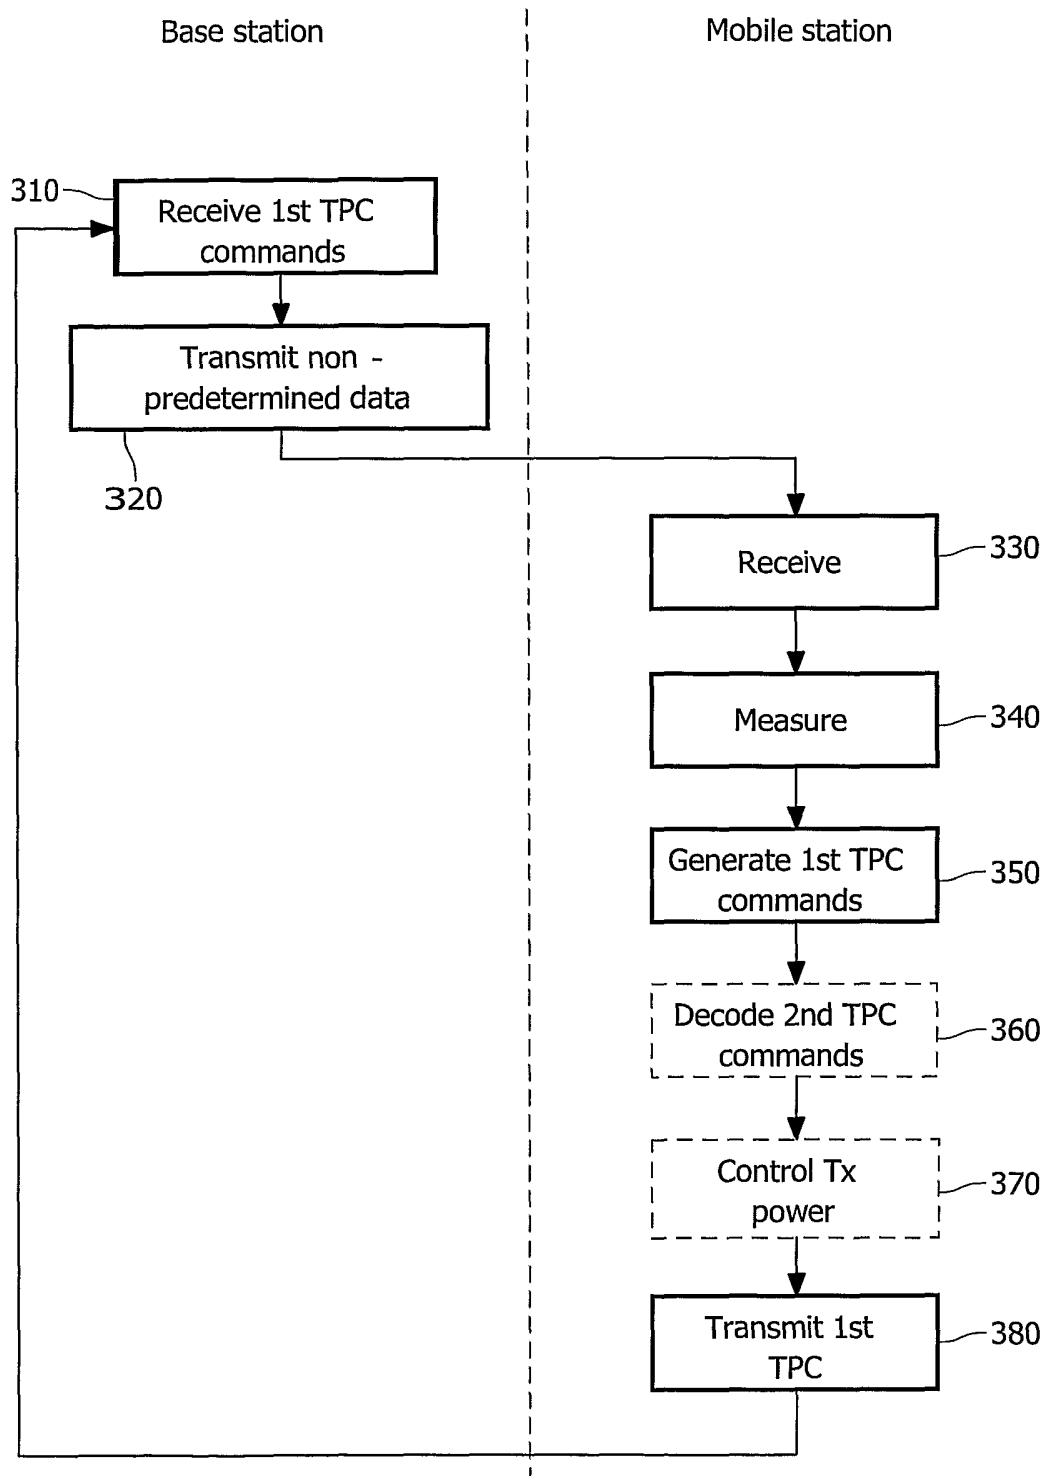 Base station
Mobile station
310
Receive 1st TPC
commands
Transmit non -
predetermined data
320
Receive
330
Measure
340
Generate 1st TPC
commands
350
Decode 2nd TPC
commands
360
Control Tx
power
370
Transmit 1st
TPC
380